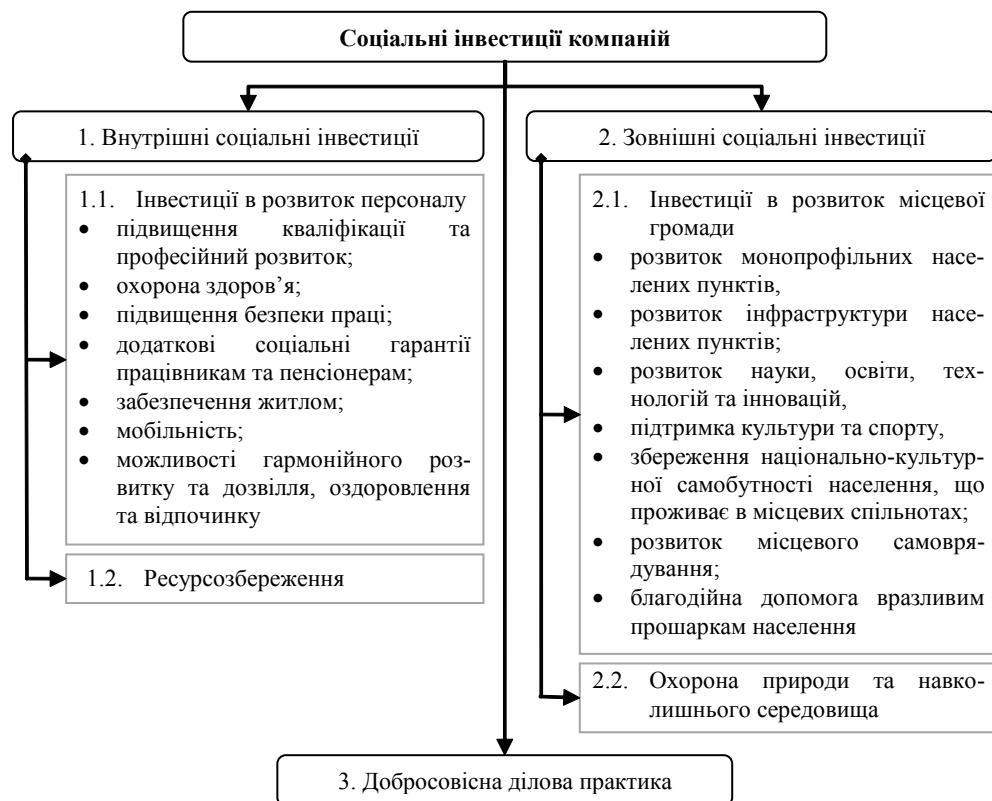 Соціальні інвестиції компаній
1. Внутрішні соціальні інвестиції
1.1. Інвестиції в розвиток персоналу
• підвищення кваліфікації та
професійний розвиток;
• охорона здоров’я;
• підвищення безпеки праці;
• додаткові соціальні гарантії
працівникам та пенсіонерам;
• забезпечення житлом;
• мобільність;
• можливості гармонійного роз-
витку та дозвілля, оздоровлення
та відпочинку
1.2. Ресурсозбереження
2. Зовнішні соціальні інвестиції
2.1. Інвестиції в розвиток місцевої
громади
• розвиток монопрофільних насе-
лених пунктів,
• розвиток інфраструктури насе-
лених пунктів;
• розвиток науки, освіти, тех-
нологій та інновацій,
• підтримка культури та спорту,
• збереження національно-культур-
ної самобутності населення, що
проживає в місцевих спільнотах;
• розвиток місцевого самовря-
дування;
• благодійна допомога вразливим
прошаркам населення
2.2. Охорона природи та навко-
лишнього середовища
3. Добросовісна ділова практика